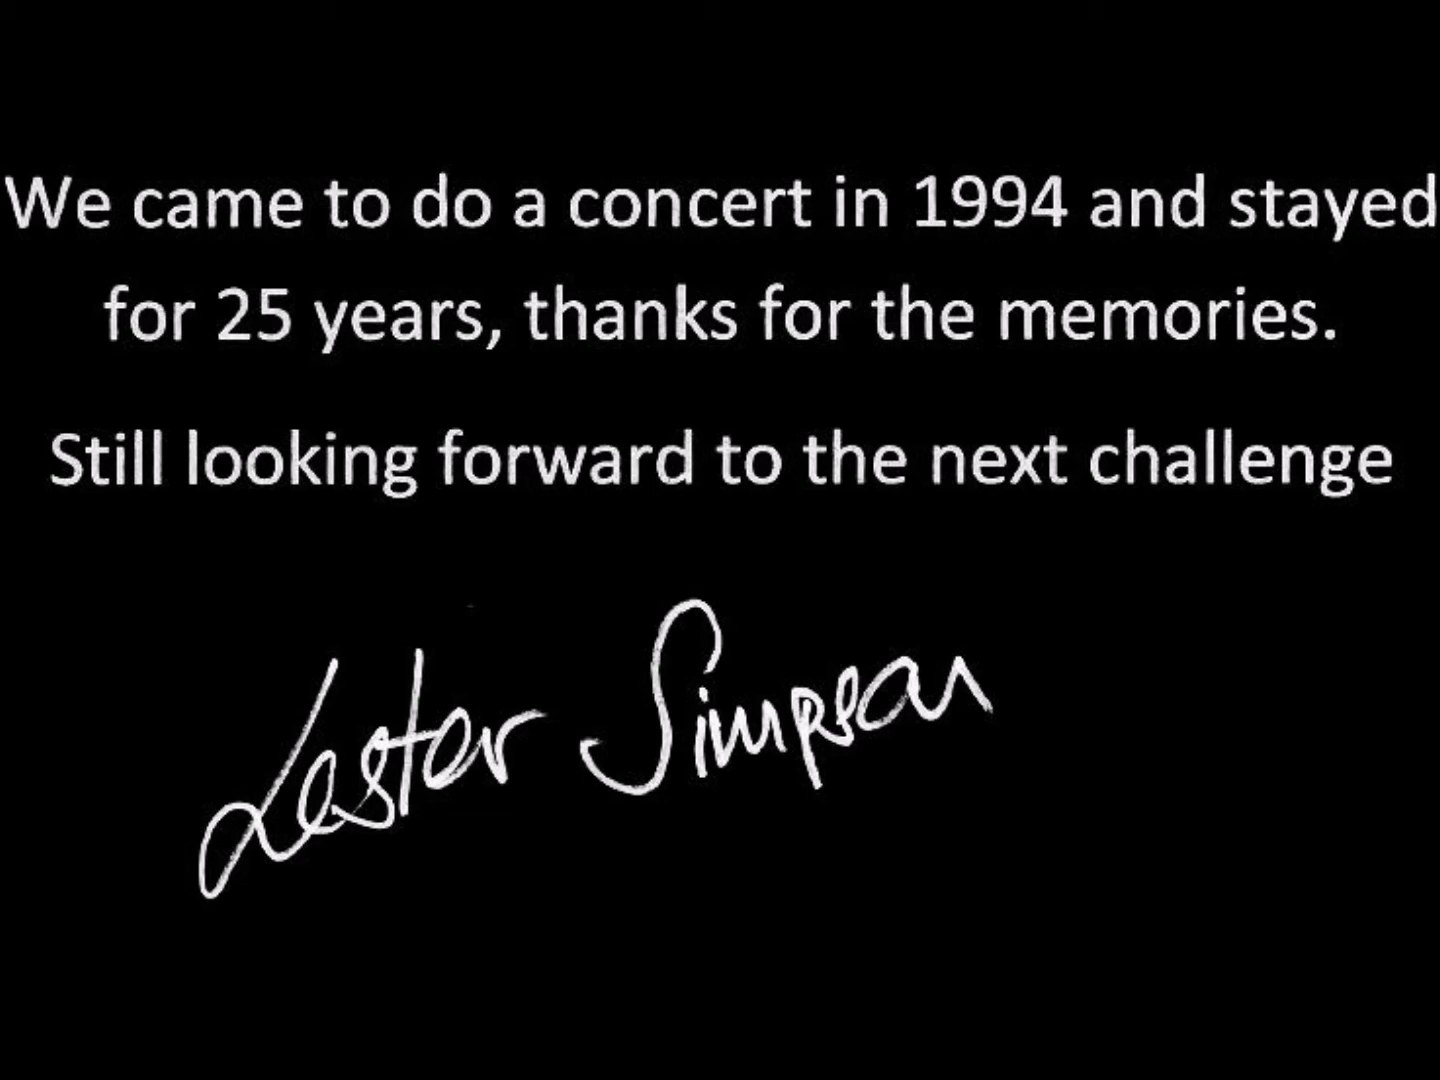 We came to do a concert in 1994 and stayed
for 25 years, thanks for the memories.
Still looking forward to the next challenge
Lester Simpson